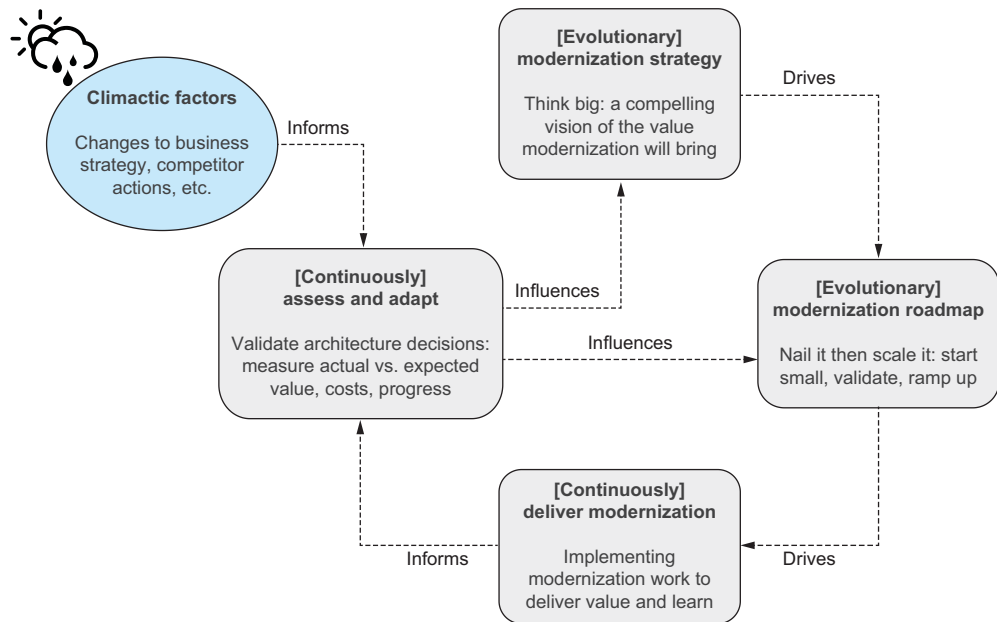 [Evolutionary]
modernization strategy
Think big: a compelling
vision of the value
modernization will bring
Drives
Climactic factors
Changes to business
strategy, competitor
actions, etc.
Informs
[Continuously]
assess and adapt
Validate architecture decisions:
measure actual vs. expected
value, costs, progress
Influences
Influences
[Evolutionary]
modernization roadmap
Nail it then scale it: start
small, validate, ramp up
[Continuously]
deliver modernization
Implementing
modernization work to
deliver value and learn
Informs
Drives